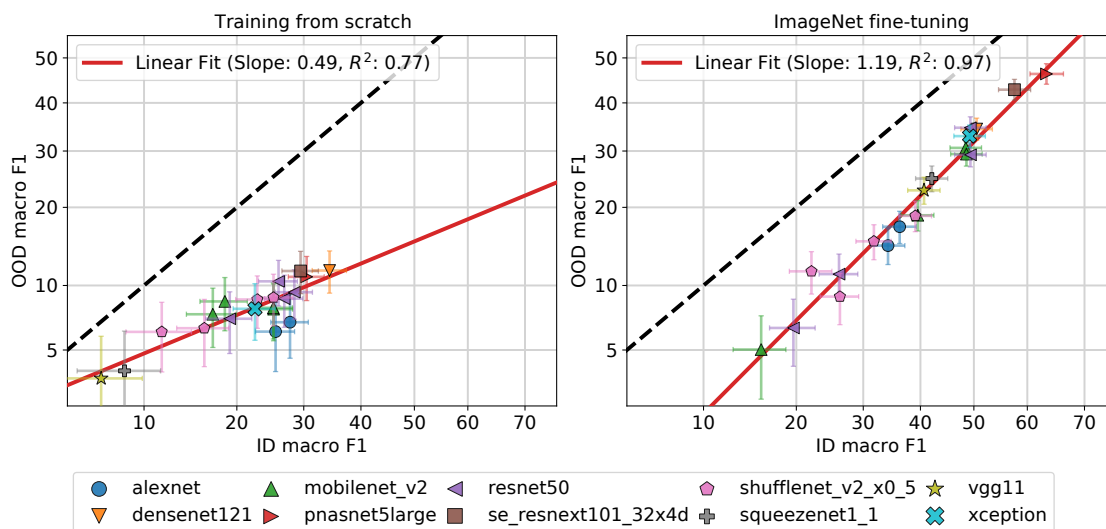 Training from scratch
ImageNet fine-tuning
Linear Fit (Slope: 0.49, R²: 0.77)
Linear Fit (Slope: 1.19, R²: 0.97)
OOD macro F1
50
40
30
20
10
5
10 20 30 40 50 60 70
ID macro F1
OOD macro F1
50
40
30
20
10
5
10 20 30 40 50 60 70
ID macro F1
alexnet mobilenet_v2 resnet50 shufflenet_v2_x0_5 vgg11
densenet121 pnasnet5large se_resnext101_32x4d squeezenet1_1 xception